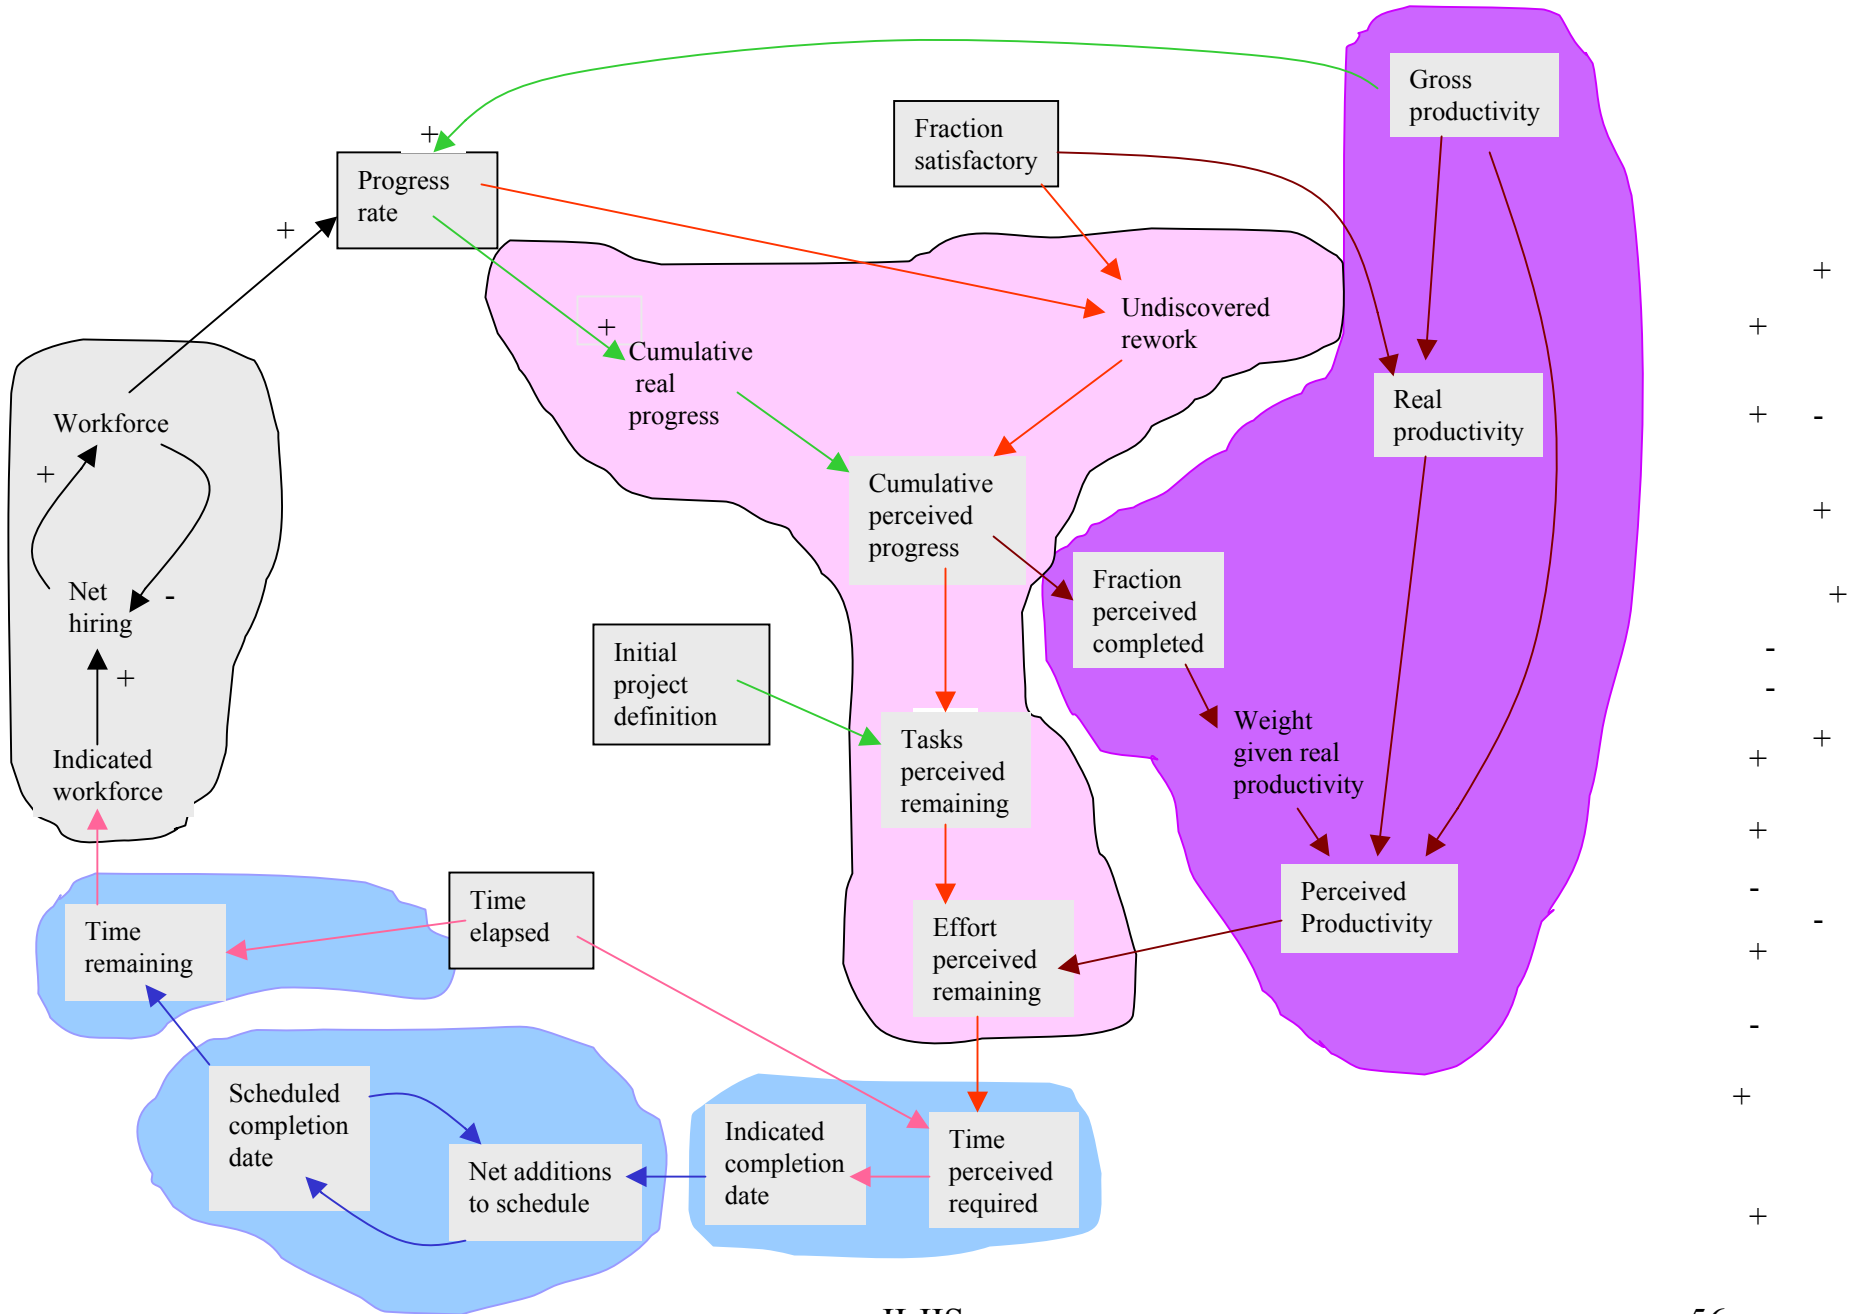 Gross
productivity
Fraction
satisfactory
+
Progress
rate
+
+
Undiscovered
rework
+
+
Cumulative
real
progress
Real
productivity
+ -
Workforce
+
Cumulative
perceived
progress
+
Net
hiring
-
Fraction
perceived
completed
+
-
Initial
project
definition
+
-
Weight
given real
productivity
Tasks
perceived
remaining
+
+
Indicated
workforce
+
Perceived
Productivity
-
Time
elapsed
-
Time
remaining
Effort
perceived
remaining
+
-
Scheduled
completion
date
+
Indicated
completion
date
Time
perceived
required
Net additions
to schedule
+